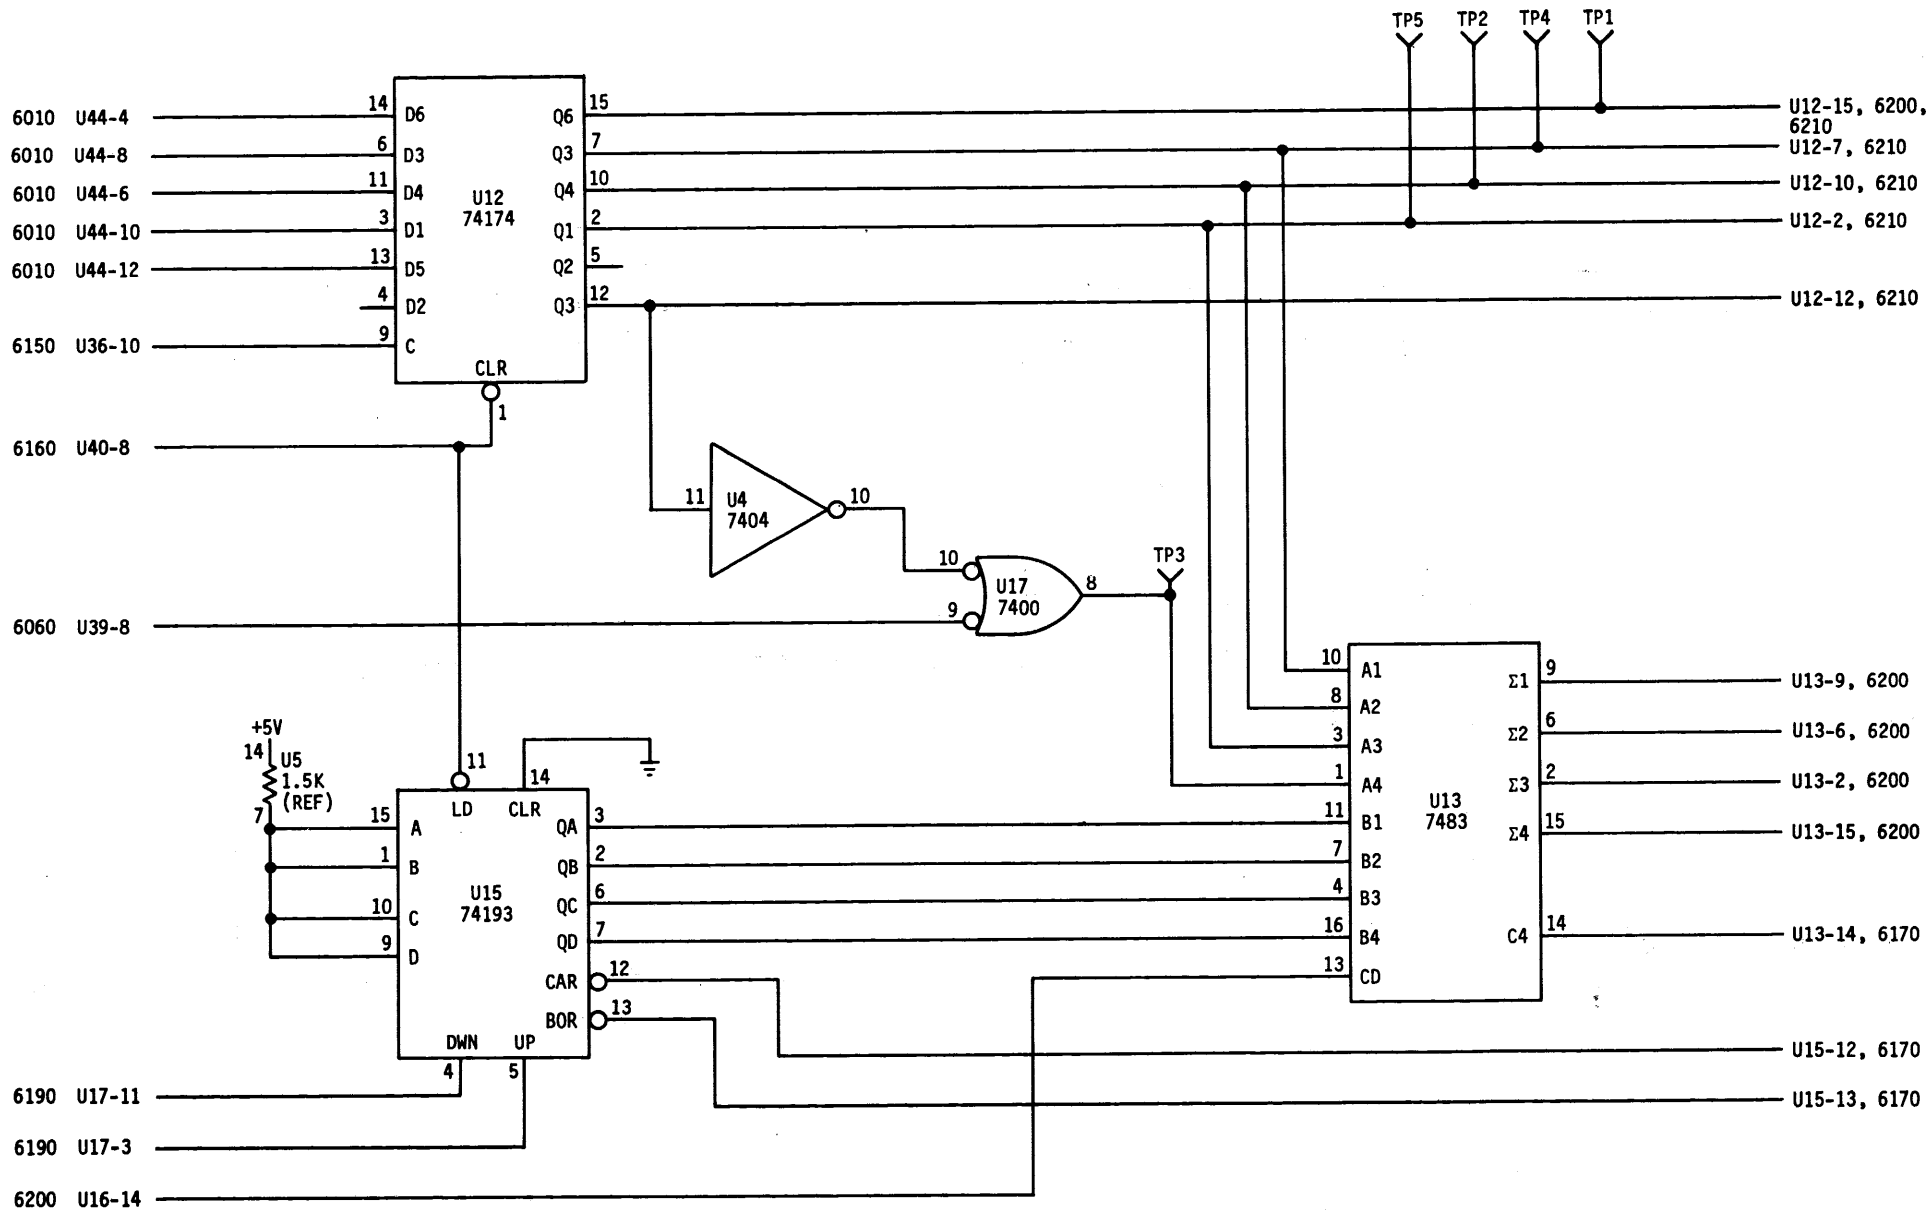 TP5 TP2 TP4 TP1
6010 U44-4 14 D6 Q6 15 U12-15, 6200,
6210
6010 U44-8 6 D3 Q3 7 U12-7, 6210
6010 U44-6 11 D4 Q4 10 U12-10, 6210
U12
74174
6010 U44-10 3 D1 Q1 2 U12-2, 6210
6010 U44-12 13 D5 Q2 5
4 D2 Q3 12 U12-12, 6210
6150 U36-10 9 C
CLR
1
6160 U40-8
11 U4 10
7404
10 U17 8 TP3
7400
6060 U39-8 9
+5V
14 U5
1.5K
(REF)
7
11 14
LD CLR
15 A QA 3
1 B QB 2
U15
74193
10 C QC 6
9 D QD 7
CAR 12
BOR 13
DWN UP
4 5
10 A1 Σ1 9 U13-9, 6200
8 A2 Σ2 6 U13-6, 6200
3 A3 Σ3 2 U13-2, 6200
1 A4 Σ4 15 U13-15, 6200
U13
7483
11 B1
7 B2
4 B3
16 B4 C4 14 U13-14, 6170
13 CD
U15-12, 6170
U15-13, 6170
6190 U17-11
6190 U17-3
6200 U16-14